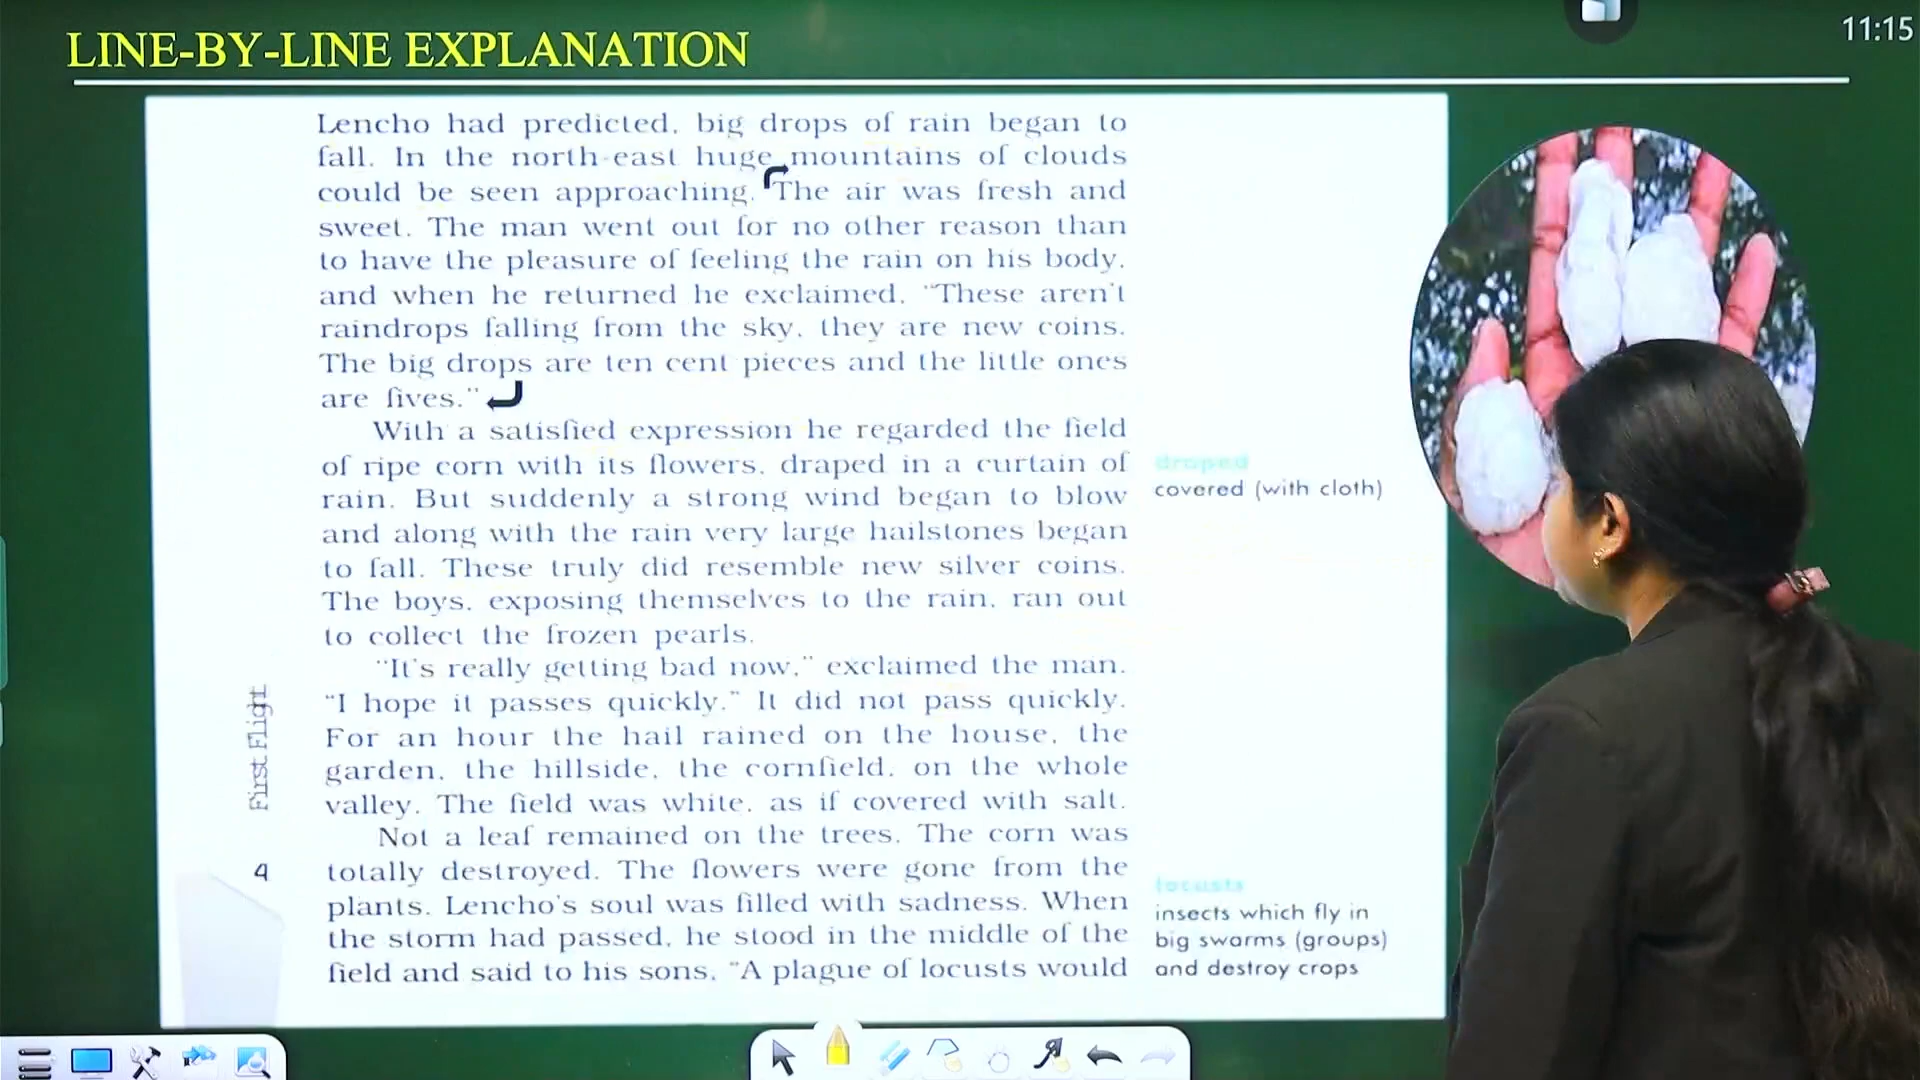 LINE-BY-LINE EXPLANATION
11:15
Lencho had predicted, big drops of rain began to
fall. In the north-east huge mountains of clouds
could be seen approaching. The air was fresh and
sweet. The man went out for no other reason than
to have the pleasure of feeling the rain on his body,
and when he returned he exclaimed, “These aren’t
raindrops falling from the sky, they are new coins.
The big drops are ten cent pieces and the little ones
are fives.”
With a satisfied expression he regarded the field
of ripe corn with its flowers, draped in a curtain of
rain. But suddenly a strong wind began to blow
and along with the rain very large hailstones began
to fall. These truly did resemble new silver coins.
The boys, exposing themselves to the rain, ran out
to collect the frozen pearls.
“It’s really getting bad now,” exclaimed the man.
“I hope it passes quickly.” It did not pass quickly.
For an hour the hail rained on the house, the
garden, the hillside, the cornfield, on the whole
valley. The field was white, as if covered with salt.
Not a leaf remained on the trees. The corn was
totally destroyed. The flowers were gone from the
plants. Lencho’s soul was filled with sadness. When
the storm had passed, he stood in the middle of the
field and said to his sons, “A plague of locusts would
draped
covered (with cloth)
locusts
insects which fly in
big swarms (groups)
and destroy crops
First Flight
4